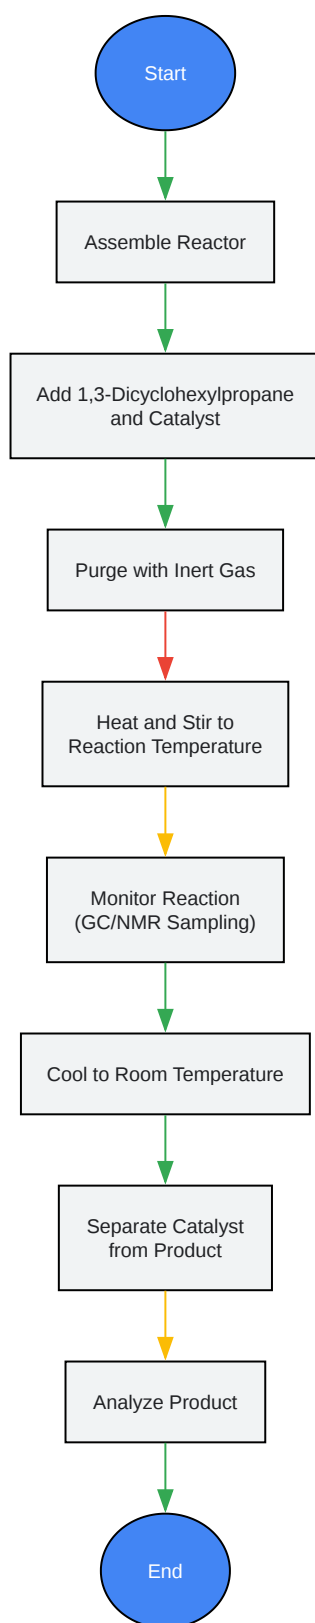 Start
Assemble Reactor
Add 1,3-Dicyclohexylpropane
and Catalyst
Purge with Inert Gas
Heat and Stir to
Reaction Temperature
Monitor Reaction
(GC/NMR Sampling)
Cool to Room Temperature
Separate Catalyst
from Product
Analyze Product
End